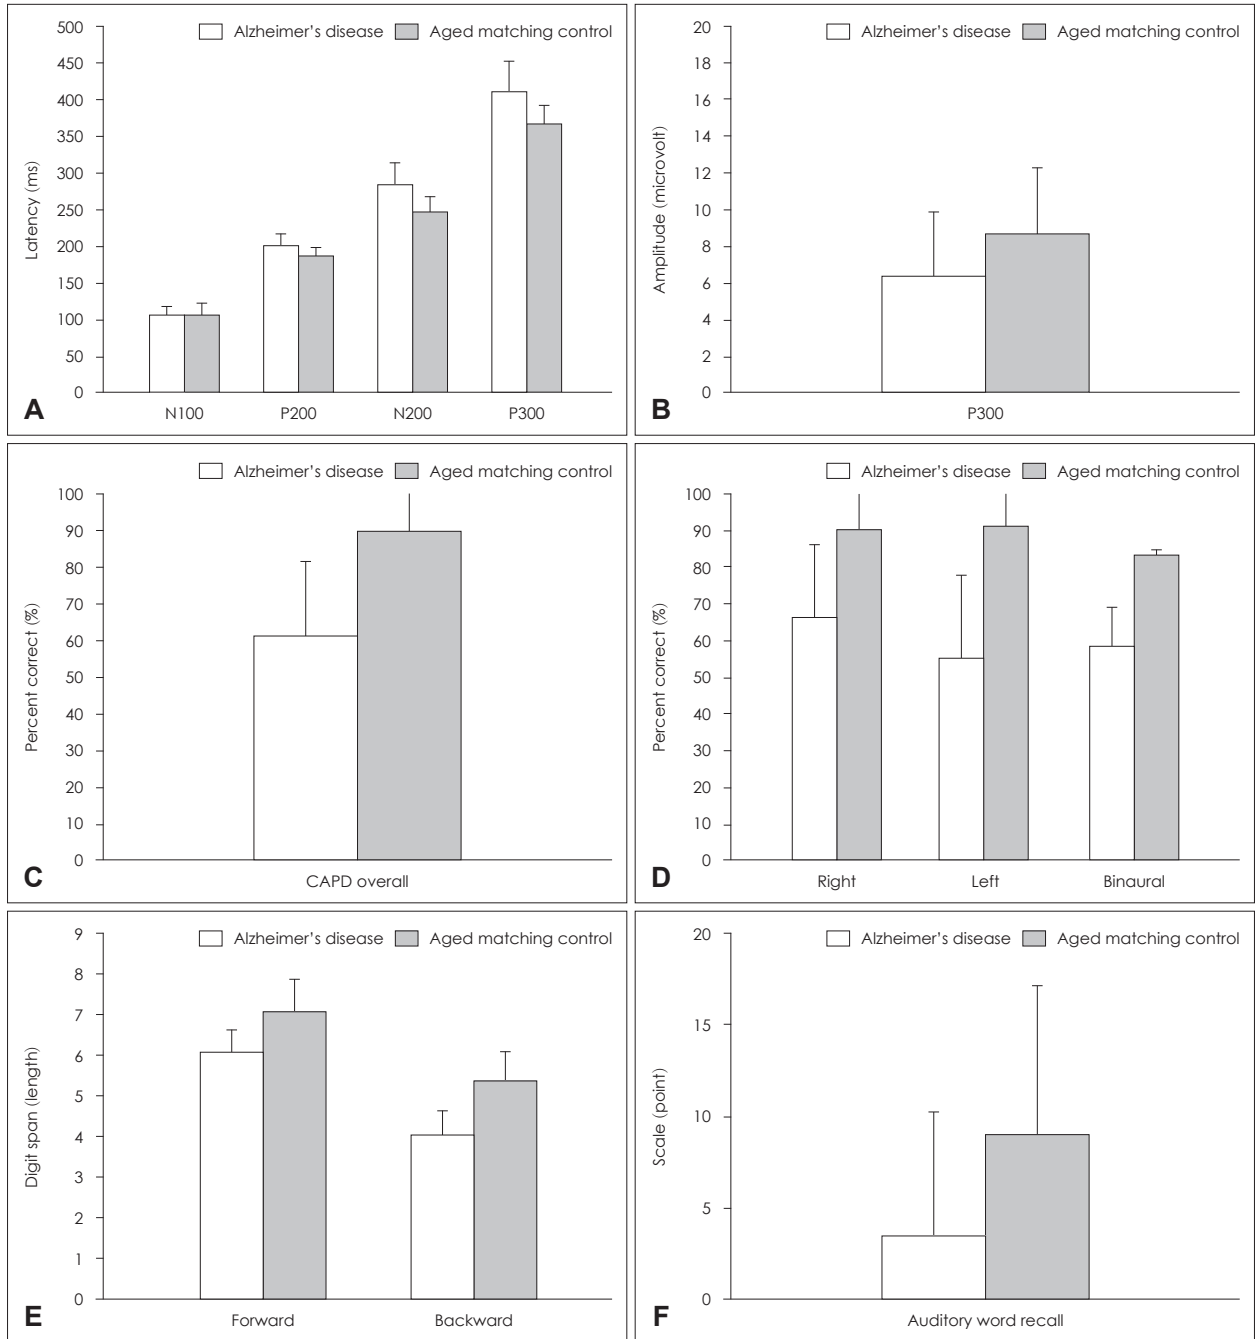 Alzheimer's disease Aged matching control
500
450
400
350
300
250
200
150
100
50
0
Latency (ms)
N100 P200 N200 P300
A
Alzheimer's disease Aged matching control
20
18
16
14
12
10
8
6
4
2
0
Amplitude (microvolt)
P300
B
Alzheimer's disease Aged matching control
100
90
80
70
60
50
40
30
20
10
0
Percent correct (%)
CAPD overall
C
Alzheimer's disease Aged matching control
100
90
80
70
60
50
40
30
20
10
0
Percent correct (%)
Right Left Binaural
D
Alzheimer's disease Aged matching control
9
8
7
6
5
4
3
2
1
0
Digit span (length)
Forward Backward
E
Alzheimer's disease Aged matching control
20
15
10
5
0
Scale (point)
Auditory word recall
F